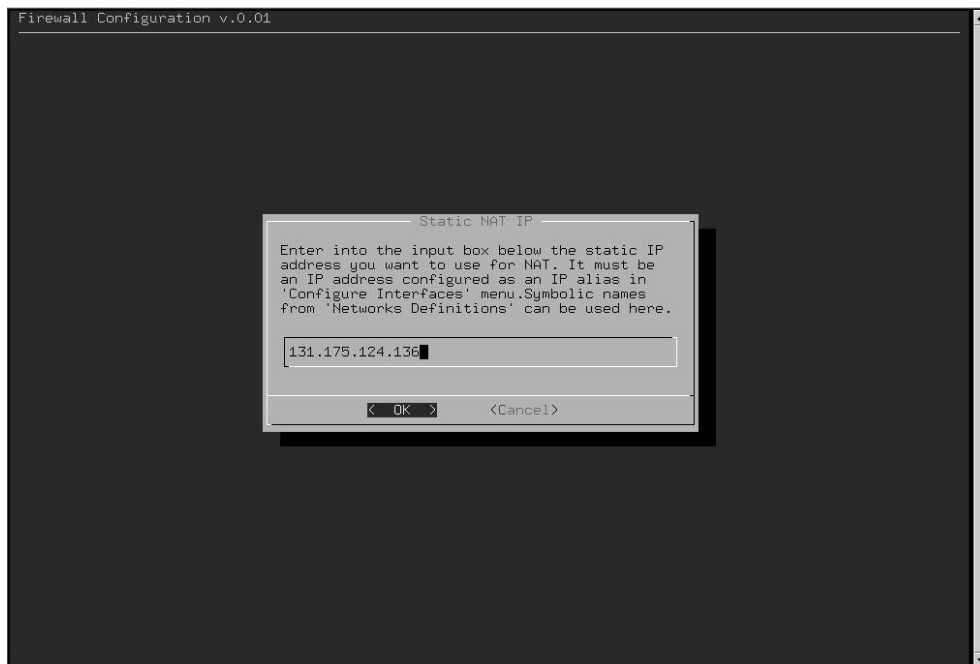 Firewall Configuration v.0.01
Static NAT IP
Enter into the input box below the static IP
address you want to use for NAT. It must be
an IP address configured as an IP alias in
'Configure Interfaces' menu.Symbolic names
from 'Networks Definitions' can be used here.
131.175.124.136
< OK > <Cancel>